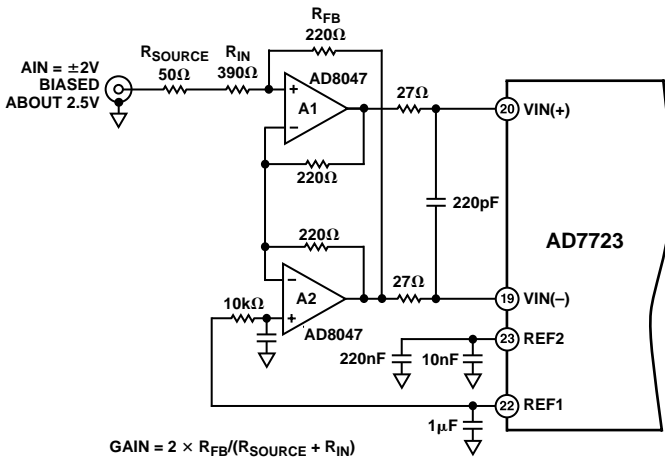 R_FB
220Ω
R_SOURCE
50Ω
R_IN
390Ω
AIN = ±2V
BIASED
ABOUT 2.5V
AD8047
+
A1
−
27Ω
20 VIN(+)
220Ω
220pF
AD7723
220Ω
27Ω
−
A2
+
19 VIN(−)
10kΩ
AD8047
23 REF2
220nF
10nF
22 REF1
1μF
GAIN = 2 × R_FB/(R_SOURCE + R_IN)